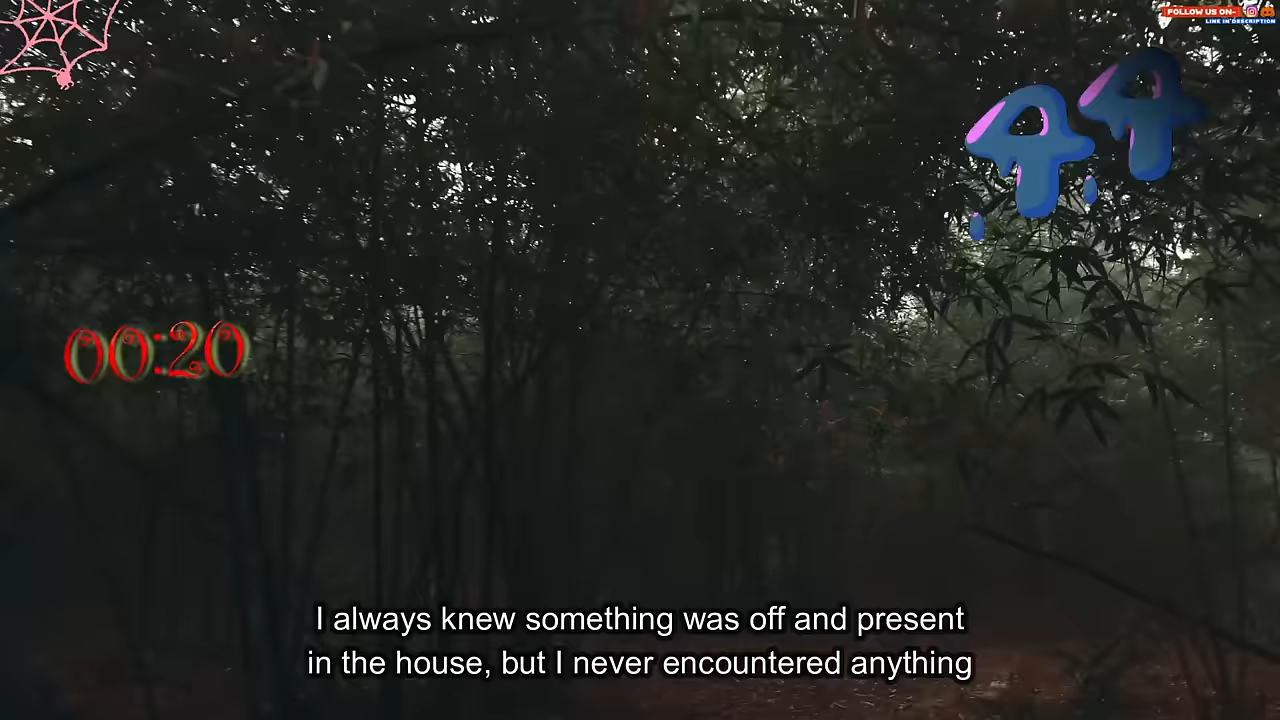 FOLLOW US ON-
LINK IN DESCRIPTION
44
00:20
I always knew something was off and present
in the house, but I never encountered anything